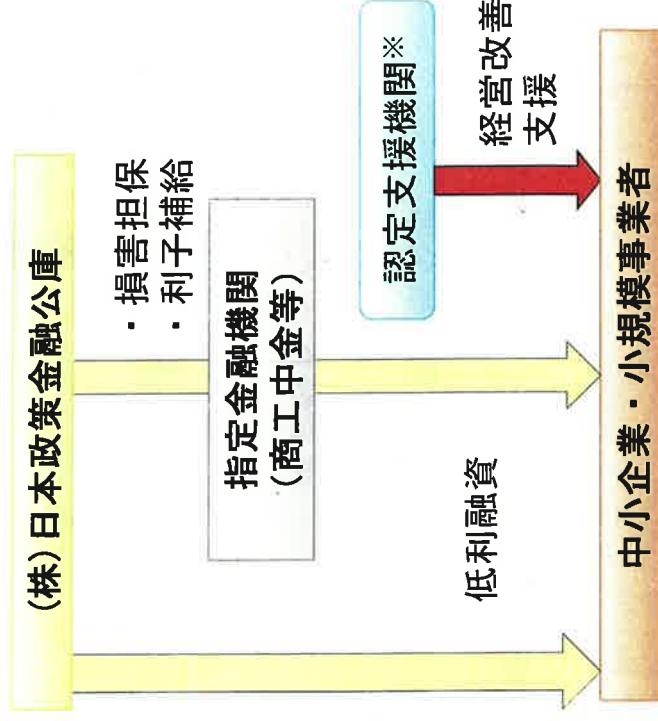 (株)日本政策金融公庫
・損害担保
・利子補給
指定金融機関
(商工中金等)
認定支援機関※
低利融資
経営改善
支援
中小企業・小規模事業者